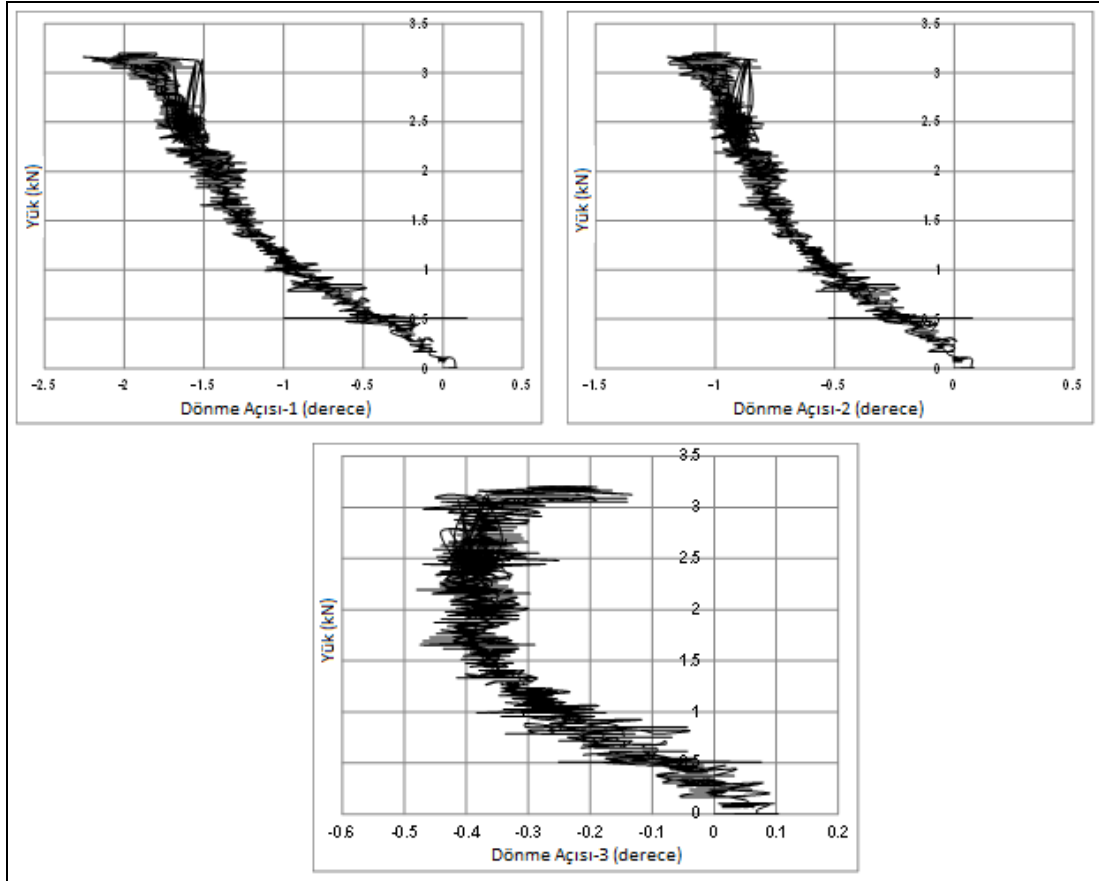 3.5
3
2.5
2
1.5
1
0.5
0
-2.5 -2 -1.5 -1 -0.5 0 0.5
Yük (kN)
Dönme Açısı-1 (derece)
3.5
3
2.5
2
1.5
1
0.5
0
-1.5 -1 -0.5 0 0.5
Yük (kN)
Dönme Açısı-2 (derece)
3.5
3
2.5
2
1.5
1
0.5
0
-0.6 -0.5 -0.4 -0.3 -0.2 -0.1 0 0.1 0.2
Yük (kN)
Dönme Açısı-3 (derece)